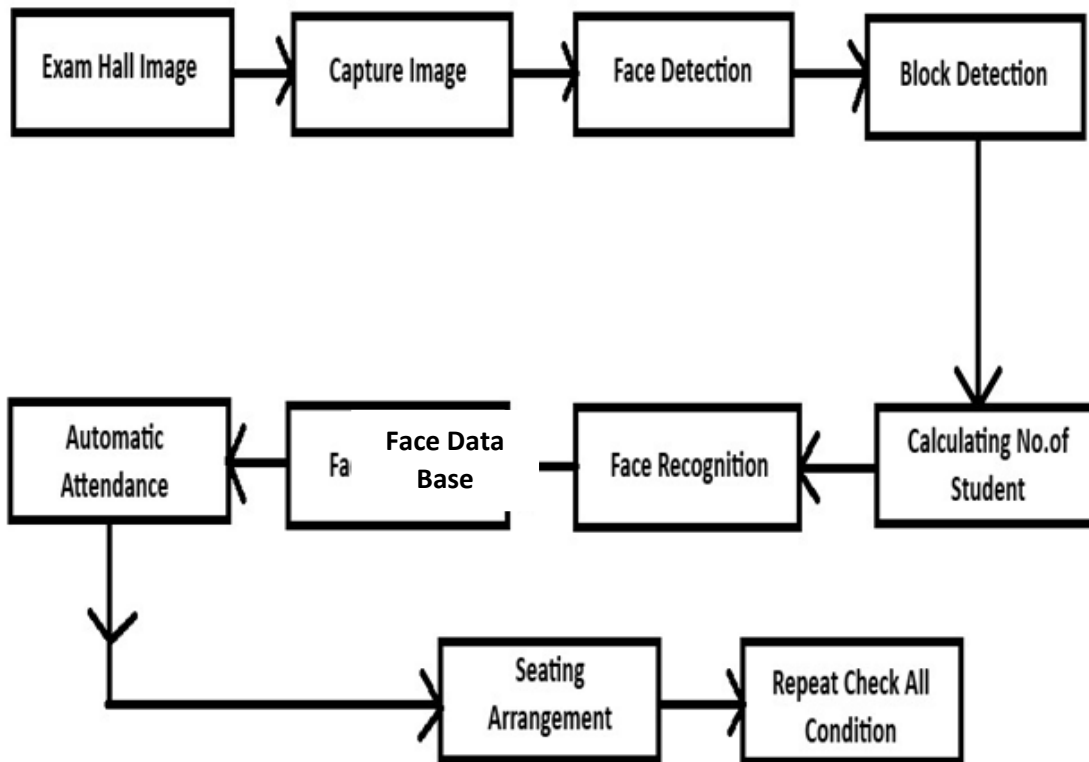 Exam Hall Image
Capture Image
Face Detection
Block Detection
Calculating No.of
Student
Face Recognition
Face Data
Base
Automatic
Attendance
Seating
Arrangement
Repeat Check All
Condition